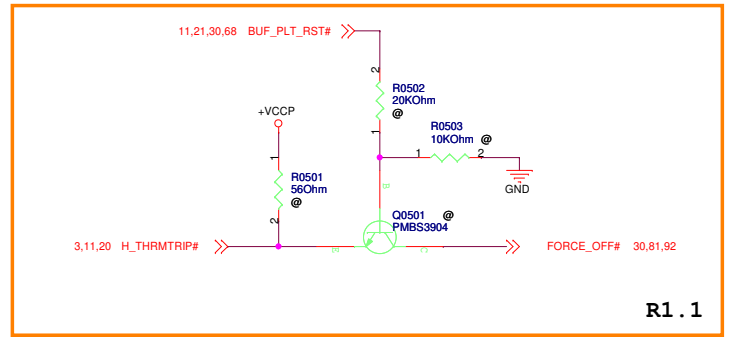 11,21,30,68 BUF_PLT_RST#
2
R0502
20KOhm
@
+VCCP
1
R0503
10KOhm @
1 2
GND
1
R0501
56Ohm
@
2
B
Q0501 @
PMBS3904
3,11,20 H_THRMTRIP#
E C
FORCE_OFF# 30,81,92
R1.1